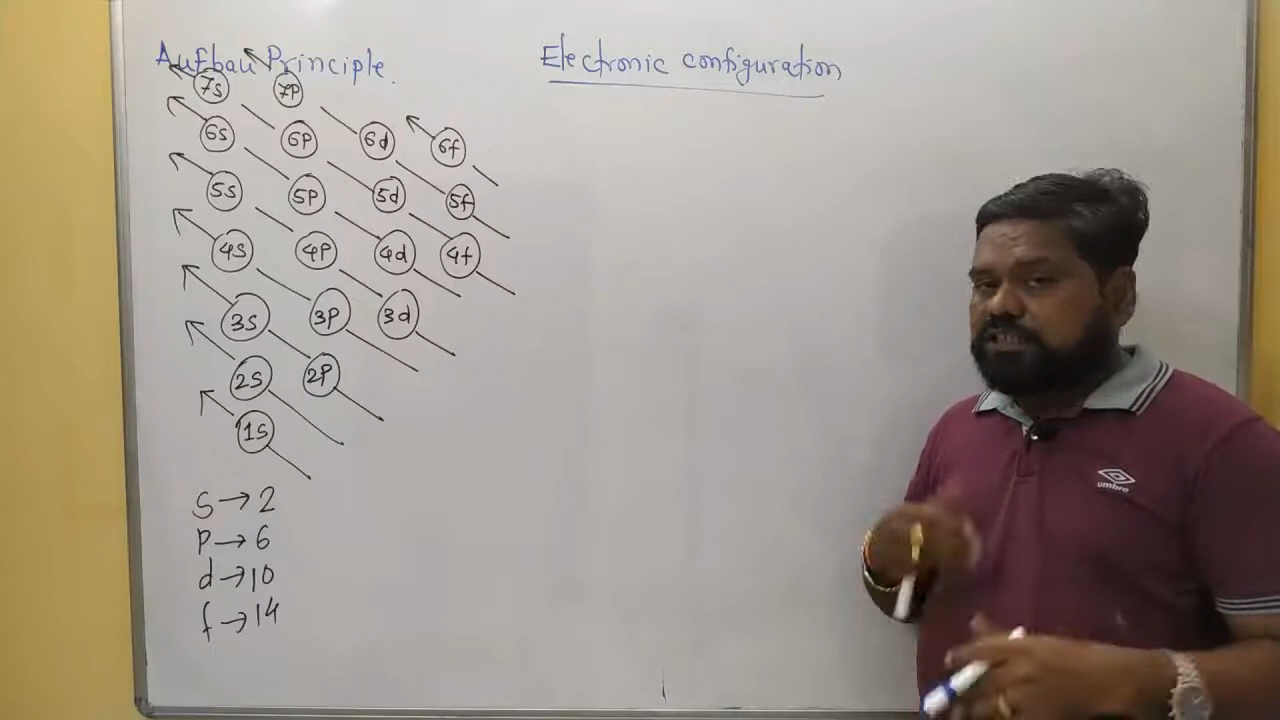 Aufbau Principle.
Electronic configuration
7s 7p
6s 6p 6d 6f
5s 5p 5d 5f
4s 4p 4d 4f
3s 3p 3d
2s 2p
1s
s→2
p→6
d→10
f→14
umbro